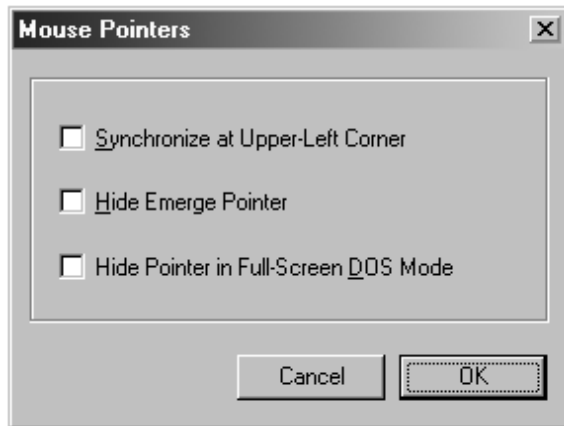 Mouse Pointers
Synchronize at Upper-Left Corner
Hide Emerge Pointer
Hide Pointer in Full-Screen DOS Mode
Cancel OK